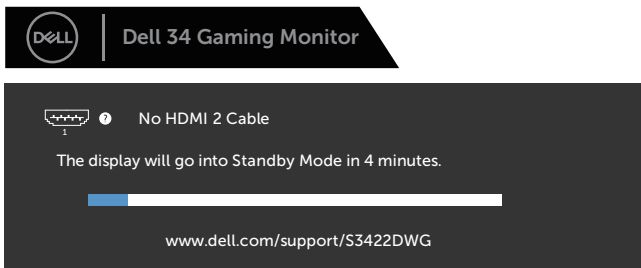 DELL
Dell 34 Gaming Monitor
1
? No HDMI 2 Cable
The display will go into Standby Mode in 4 minutes.
www.dell.com/support/S3422DWG